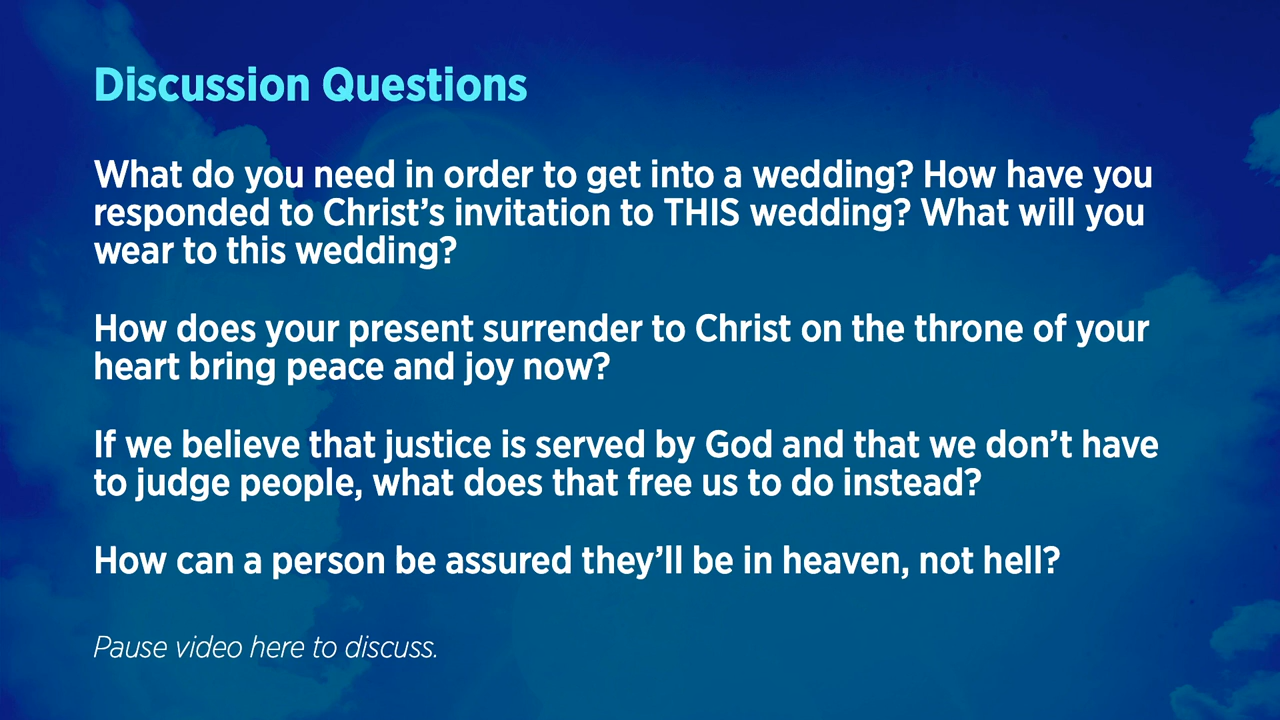 Discussion Questions
What do you need in order to get into a wedding? How have you
responded to Christ’s invitation to THIS wedding? What will you
wear to this wedding?
How does your present surrender to Christ on the throne of your
heart bring peace and joy now?
If we believe that justice is served by God and that we don’t have
to judge people, what does that free us to do instead?
How can a person be assured they’ll be in heaven, not hell?
Pause video here to discuss.